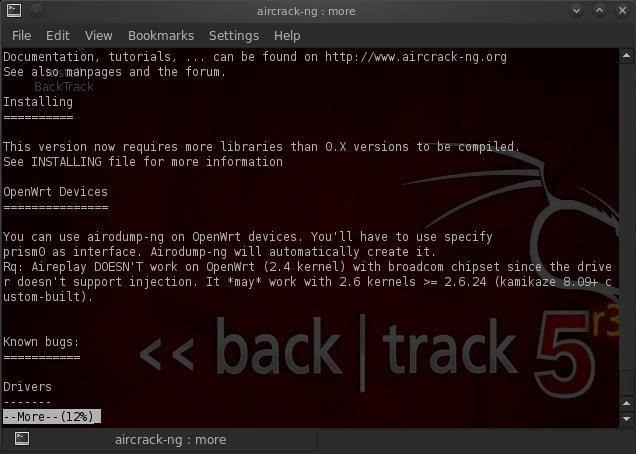 aircrack-ng : more
File Edit View Bookmarks Settings Help
Documentation, tutorials, ... can be found on http://www.aircrack-ng.org
See also manpages and the forum.
BackTrack
Installing
==========
This version now requires more libraries than 0.X versions to be compiled.
See INSTALLING file for more information
OpenWrt Devices
===============
You can use airodump-ng on OpenWrt devices. You'll have to use specify
prism0 as interface. Airodump-ng will automatically create it.
Rq: Aireplay DOESN'T work on OpenWrt (2.4 kernel) with broadcom chipset since the drive
r doesn't support injection. It *may* work with 2.6 kernels >= 2.6.24 (kamikaze 8.09+ c
ustom-built).
Known bugs:
===========
<< back | track 5 r3
Drivers
-------
--More--(12%)
aircrack-ng : more